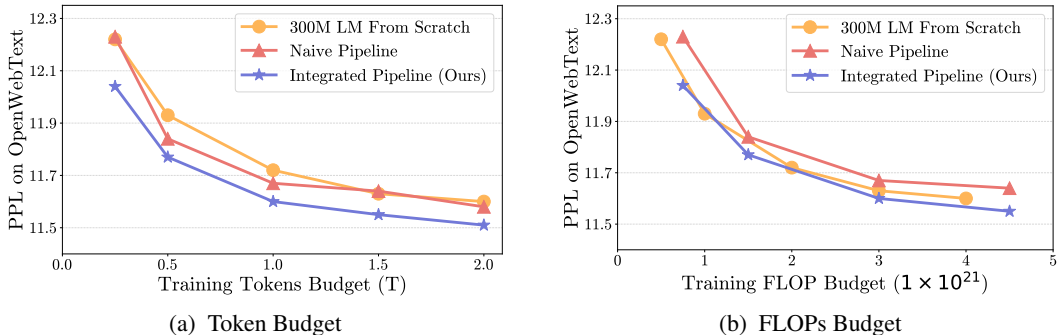 12.3
12.1
11.9
11.7
11.5
PPL on OpenWebText
0.0 0.5 1.0 1.5 2.0
Training Tokens Budget (T)
300M LM From Scratch
Naive Pipeline
Integrated Pipeline (Ours)
(a) Token Budget
12.3
12.1
11.9
11.7
11.5
PPL on OpenWebText
0 1 2 3 4 5
Training FLOP Budget (1 × 10²¹)
300M LM From Scratch
Naive Pipeline
Integrated Pipeline (Ours)
(b) FLOPs Budget